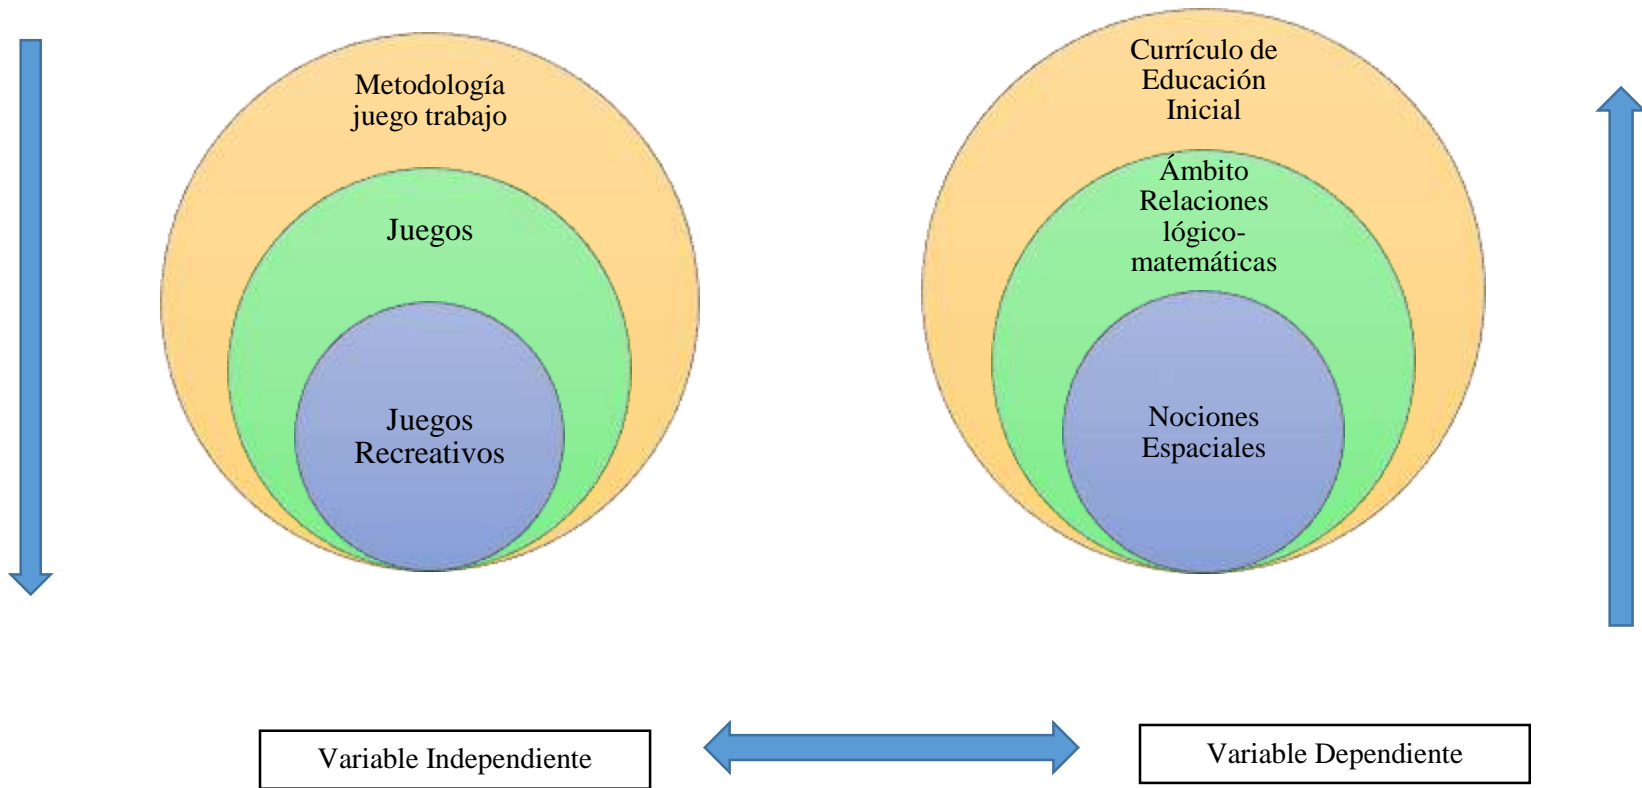 Metodología
juego trabajo
Juegos
Juegos
Recreativos
Currículo de
Educación
Inicial
Ámbito
Relaciones
lógico-
matemáticas
Nociones
Espaciales
Variable Independiente
Variable Dependiente